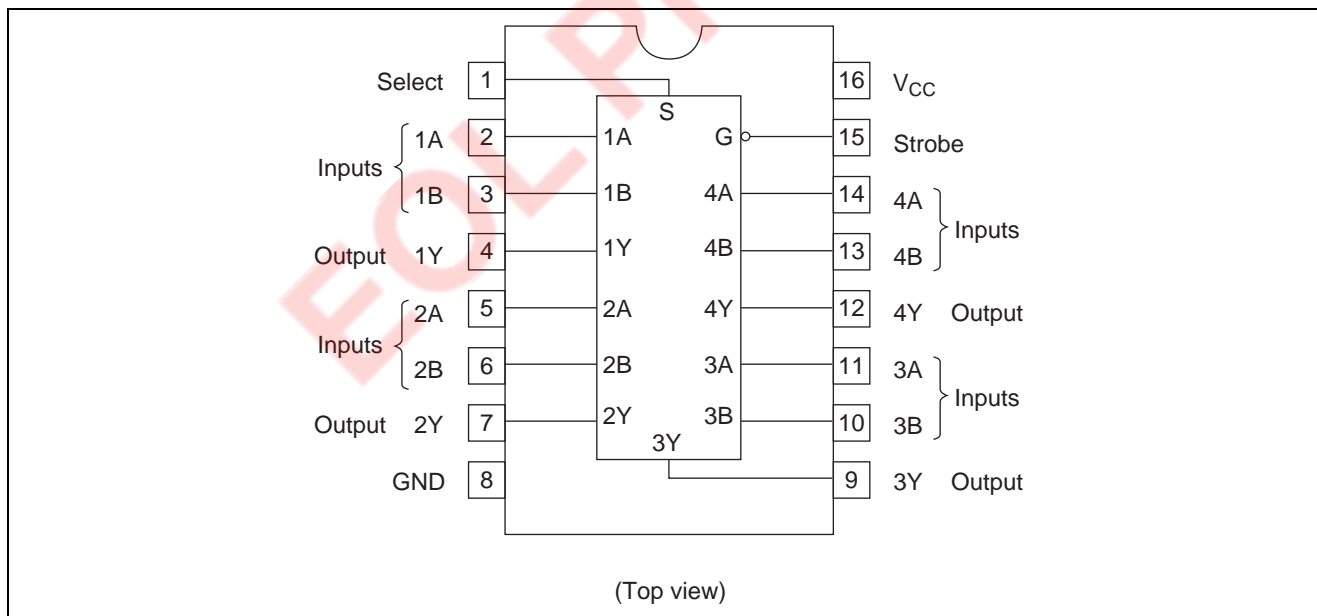 Select 1 16 VCC
S
Inputs 1A 2 1A G 15 Strobe
1B 3 1B 4A 14 4A Inputs
Output 1Y 4 1Y 4B 13 4B
Inputs 2A 5 2A 4Y 12 4Y Output
2B 6 2B 3A 11 3A Inputs
Output 2Y 7 2Y 3B 10 3B
3Y
GND 8 9 3Y Output
(Top view)
EOL